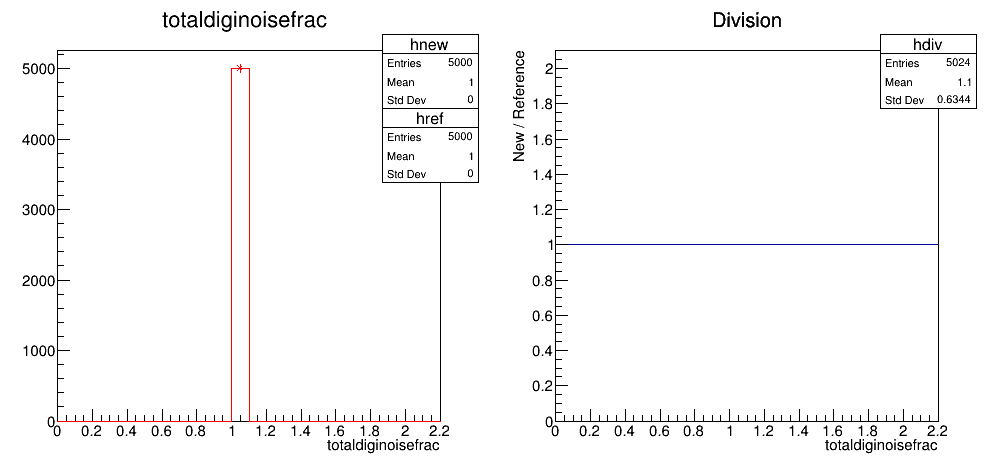 totaldiginoisefrac
hnew
Entries 5000
Mean 1
Std Dev 0
href
Entries 5000
Mean 1
Std Dev 0
5000
4000
3000
2000
1000
0
0 0.2 0.4 0.6 0.8 1 1.2 1.4 1.6 1.8 2 2.2
totaldiginoisefrac
Division
hdiv
Entries 5024
Mean 1.1
Std Dev 0.6344
New / Reference
2
1.8
1.6
1.4
1.2
1
0.8
0.6
0.4
0.2
0
0 0.2 0.4 0.6 0.8 1 1.2 1.4 1.6 1.8 2 2.2
totaldiginoisefrac